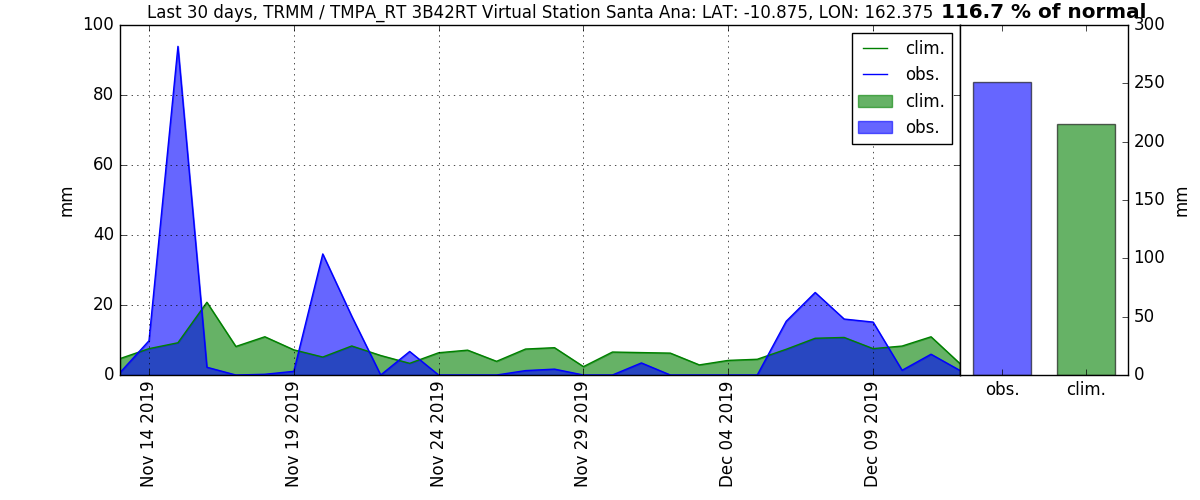 Last 30 days, TRMM / TMPA_RT 3B42RT Virtual Station Santa Ana: LAT: -10.875, LON: 162.375 116.7 % of normal
100
80
60
40
20
0
mm
clim.
obs.
clim.
obs.
Nov 14 2019
Nov 19 2019
Nov 24 2019
Nov 29 2019
Dec 04 2019
Dec 09 2019
300
250
200
150
100
50
0
mm
obs.
clim.